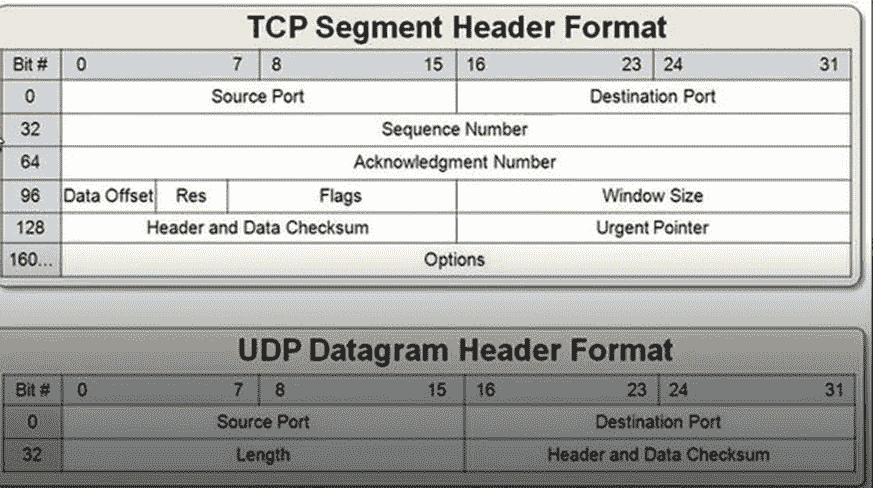 TCP Segment Header Format
Bit # 0 7 8 15 16 23 24 31
0 Source Port Destination Port
32 Sequence Number
64 Acknowledgment Number
96 Data Offset Res Flags Window Size
128 Header and Data Checksum Urgent Pointer
160... Options
UDP Datagram Header Format
Bit # 0 7 8 15 16 23 24 31
0 Source Port Destination Port
32 Length Header and Data Checksum